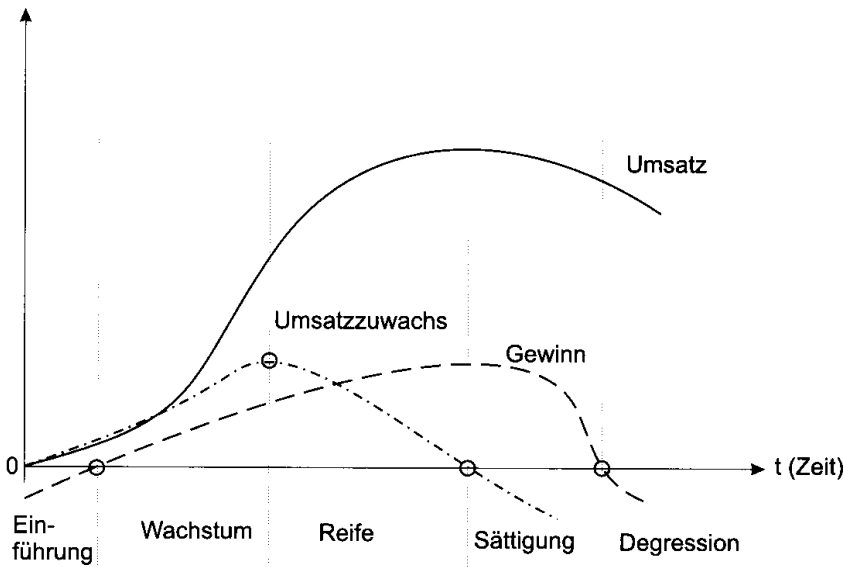 Umsatz
Umsatzzuwachs
Gewinn
0
t (Zeit)
Ein-
führung
Wachstum
Reife
Sättigung
Degression